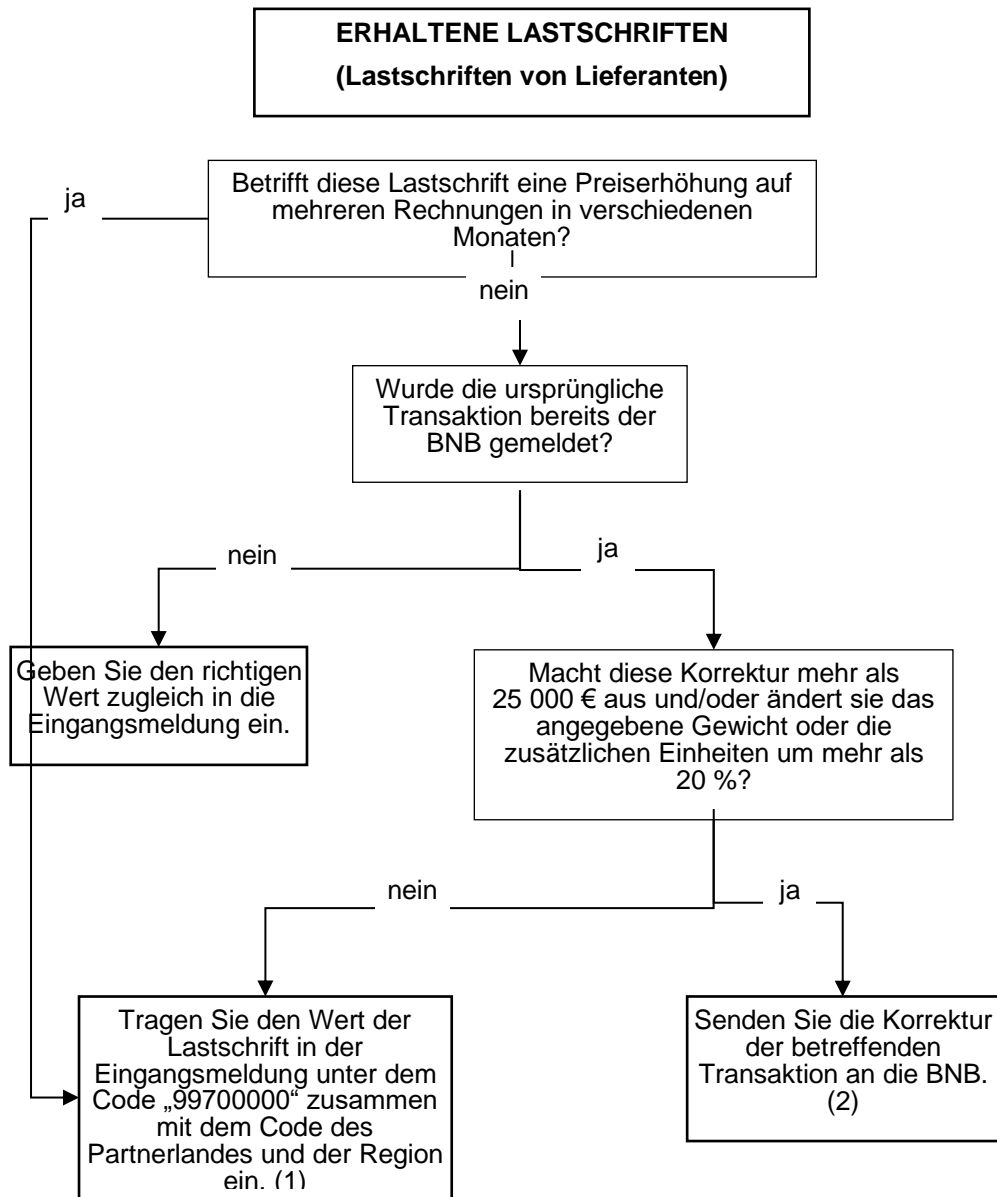 ERHALTENE LASTSCHRIFTEN
(Lastschriften von Lieferanten)
ja
Betrifft diese Lastschrift eine Preiserhöhung auf
mehreren Rechnungen in verschiedenen
Monaten?
nein
Wurde die ursprüngliche
Transaktion bereits der
BNB gemeldet?
nein
ja
Geben Sie den richtigen
Wert zugleich in die
Eingangsmeldung ein.
Macht diese Korrektur mehr als
25 000 € aus und/oder ändert sie das
angegebene Gewicht oder die
zusätzlichen Einheiten um mehr als
20 %?
nein
ja
Tragen Sie den Wert der
Lastschrift in der
Eingangsmeldung unter dem
Code „99700000“ zusammen
mit dem Code des
Partnerlandes und der Region
ein. (1)
Senden Sie die Korrektur
der betreffenden
Transaktion an die BNB.
(2)